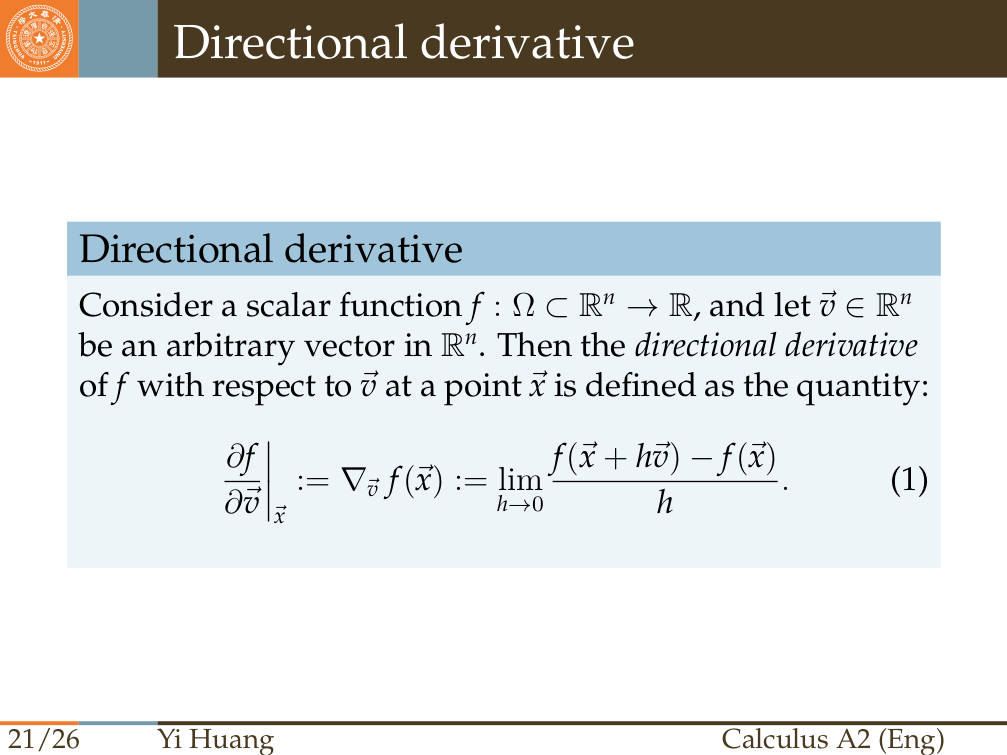 Directional derivative
Directional derivative
Consider a scalar function f : Ω ⊂ ℝⁿ → ℝ, and let v⃗ ∈ ℝⁿ
be an arbitrary vector in ℝⁿ. Then the directional derivative
of f with respect to v⃗ at a point x⃗ is defined as the quantity:
∂f/∂v⃗ |_x⃗ := ∇_v⃗ f(x⃗) := lim_{h→0} (f(x⃗ + hv⃗) − f(x⃗))/h. (1)
21/26 Yi Huang Calculus A2 (Eng)